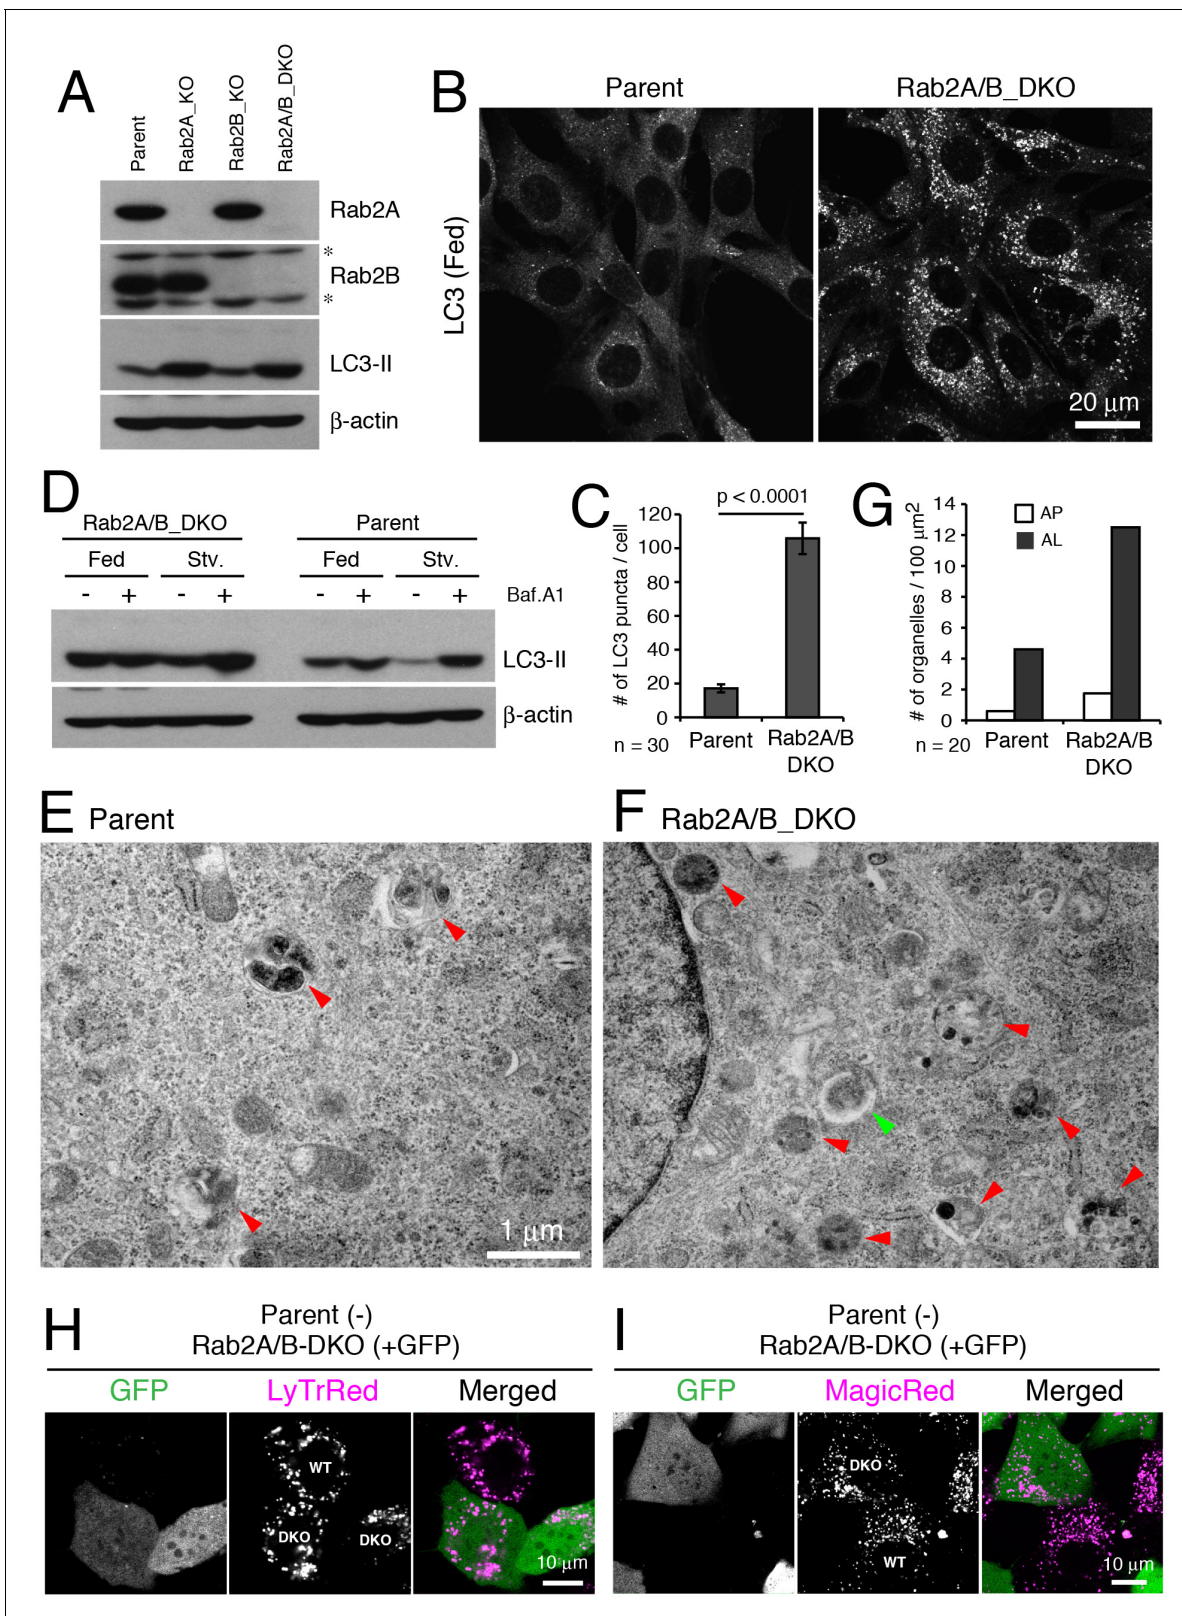 A
Parent
Rab2A_KO
Rab2B_KO
Rab2A/B_DKO
Rab2A
*
Rab2B
*
LC3-II
β-actin
B
Parent
Rab2A/B_DKO
LC3 (Fed)
20 μm
D
Rab2A/B_DKO
Parent
Fed
Stv.
Fed
Stv.
- + - + - + - + Baf.A1
LC3-II
β-actin
C
p < 0.0001
# of LC3 puncta / cell
120
100
80
60
40
20
0
n = 30
Parent
Rab2A/B
DKO
G
AP
AL
# of organelles / 100 μm²
14
12
10
8
6
4
2
0
n = 20
Parent
Rab2A/B
DKO
E Parent
1 μm
F Rab2A/B_DKO
H
Parent (-)
Rab2A/B-DKO (+GFP)
GFP
LyTrRed
Merged
WT
DKO
DKO
10 μm
I
Parent (-)
Rab2A/B-DKO (+GFP)
GFP
MagicRed
Merged
DKO
WT
10 μm